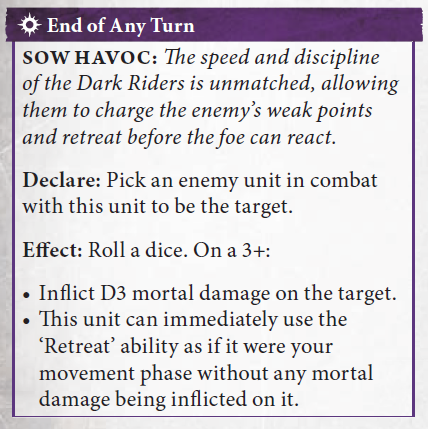 End of Any Turn
SOW HAVOC: The speed and discipline
of the Dark Riders is unmatched, allowing
them to charge the enemy’s weak points
and retreat before the foe can react.
Declare: Pick an enemy unit in combat
with this unit to be the target.
Effect: Roll a dice. On a 3+:
• Inflict D3 mortal damage on the target.
• This unit can immediately use the
‘Retreat’ ability as if it were your
movement phase without any mortal
damage being inflicted on it.